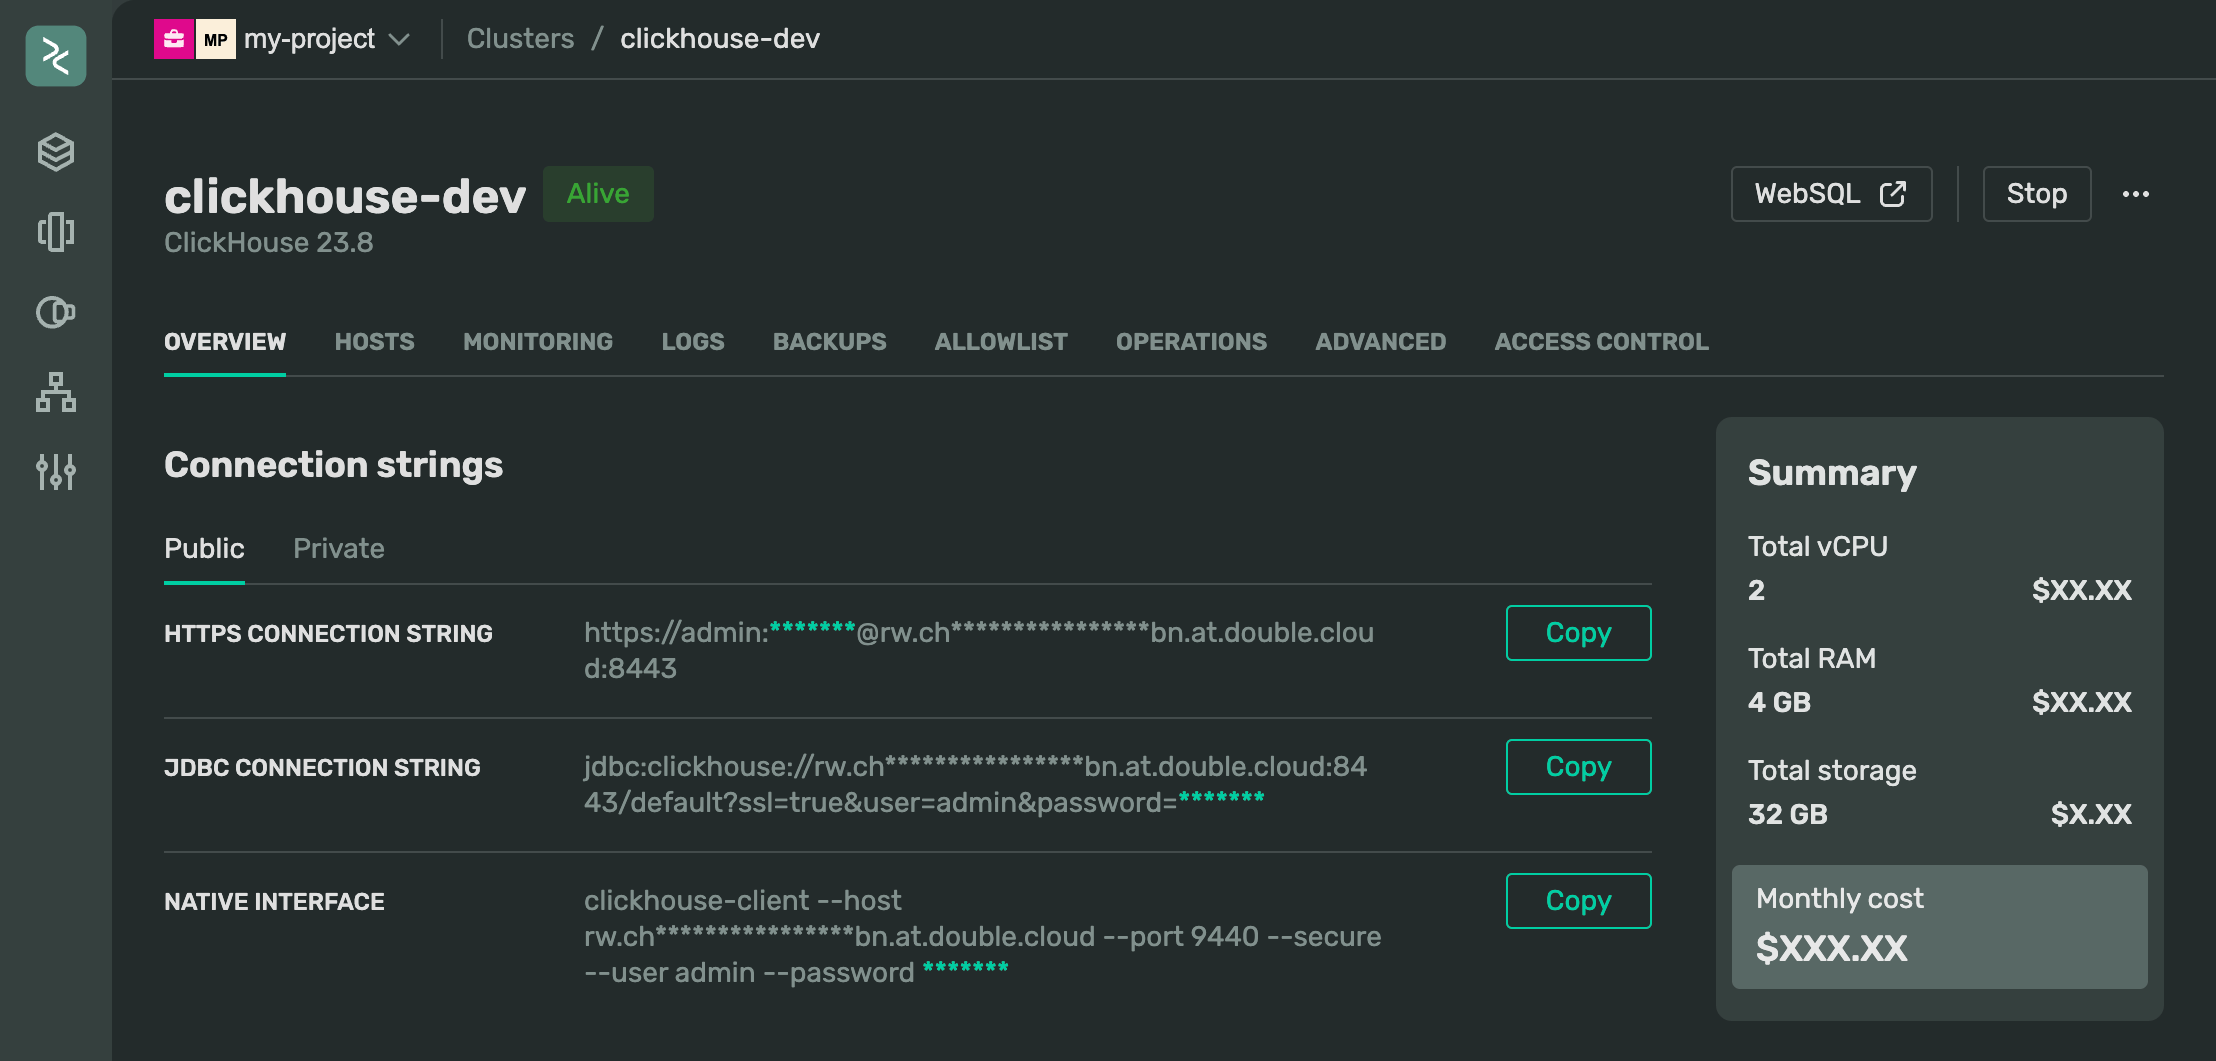 MP my-project Clusters / clickhouse-dev
clickhouse-dev Alive
ClickHouse 23.8
WebSQL Stop
OVERVIEW HOSTS MONITORING LOGS BACKUPS ALLOWLIST OPERATIONS ADVANCED ACCESS CONTROL
Connection strings
Public Private
HTTPS CONNECTION STRING
https://admin:*******@rw.ch****************bn.at.double.clou
d:8443
Copy
JDBC CONNECTION STRING
jdbc:clickhouse://rw.ch****************bn.at.double.cloud:84
43/default?ssl=true&user=admin&password=*******
Copy
NATIVE INTERFACE
clickhouse-client --host
rw.ch****************bn.at.double.cloud --port 9440 --secure
--user admin --password *******
Copy
Summary
Total vCPU
2 $XX.XX
Total RAM
4 GB $XX.XX
Total storage
32 GB $X.XX
Monthly cost
$XXX.XX